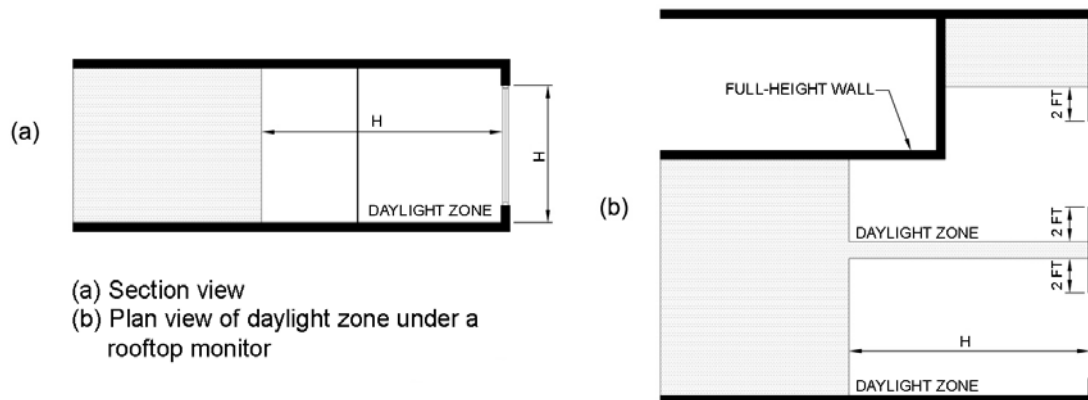 (a)
H
H
DAYLIGHT ZONE
(a) Section view
(b) Plan view of daylight zone under a
rooftop monitor
(b)
FULL-HEIGHT WALL
2 FT
2 FT
DAYLIGHT ZONE
2 FT
H
DAYLIGHT ZONE